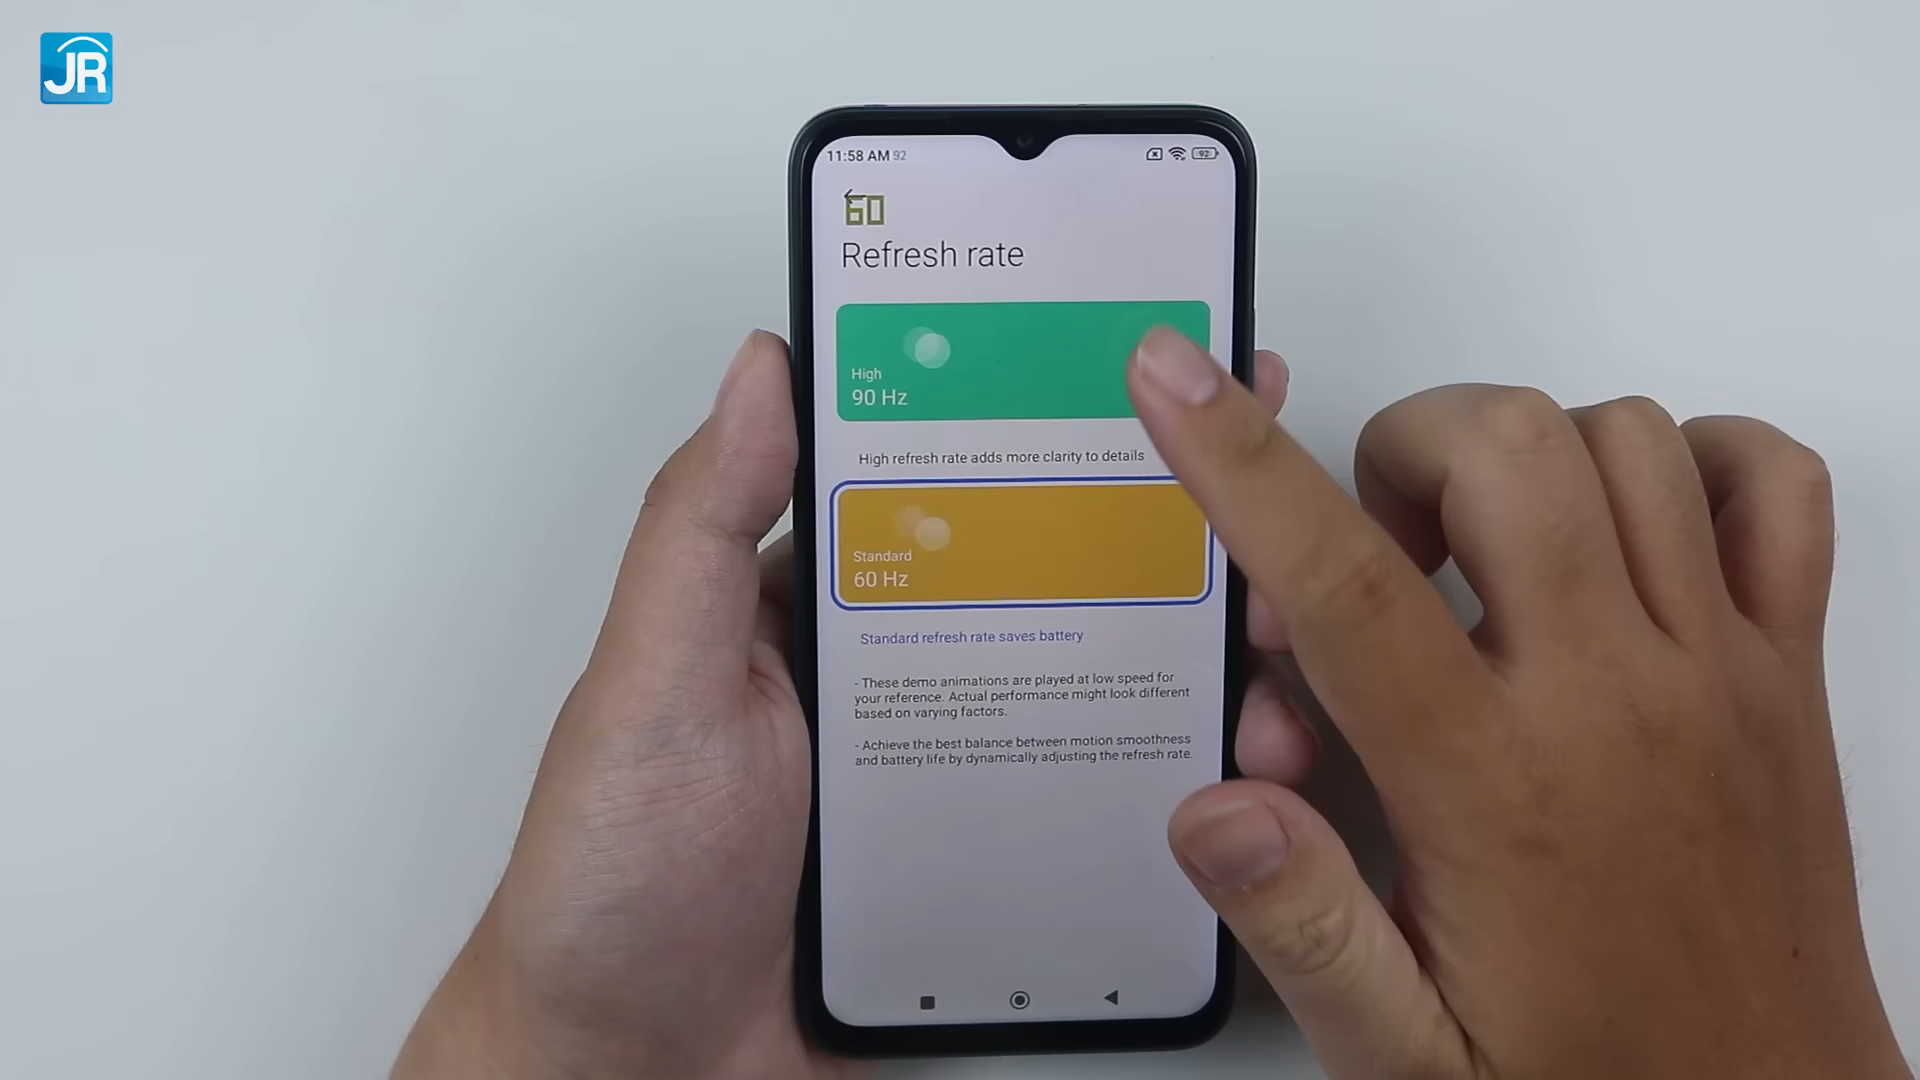 JR
11:58 AM 92
92
60
Refresh rate
High
90 Hz
High refresh rate adds more clarity to details
Standard
60 Hz
Standard refresh rate saves battery
- These demo animations are played at low speed for
your reference. Actual performance might look different
based on varying factors.
- Achieve the best balance between motion smoothness
and battery life by dynamically adjusting the refresh rate.